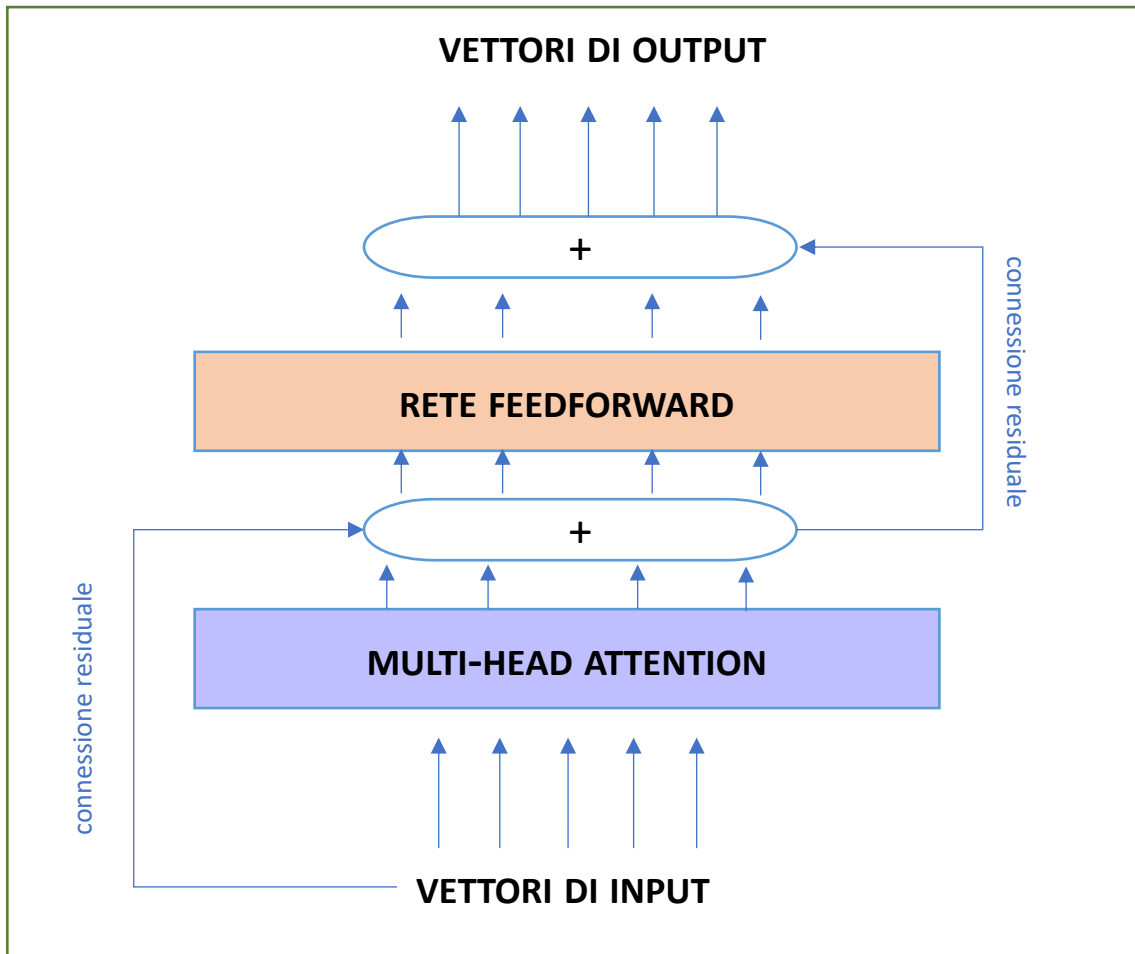 VETTORI DI OUTPUT
+
connessione residuale
RETE FEEDFORWARD
+
connessione residuale
MULTI-HEAD ATTENTION
VETTORI DI INPUT